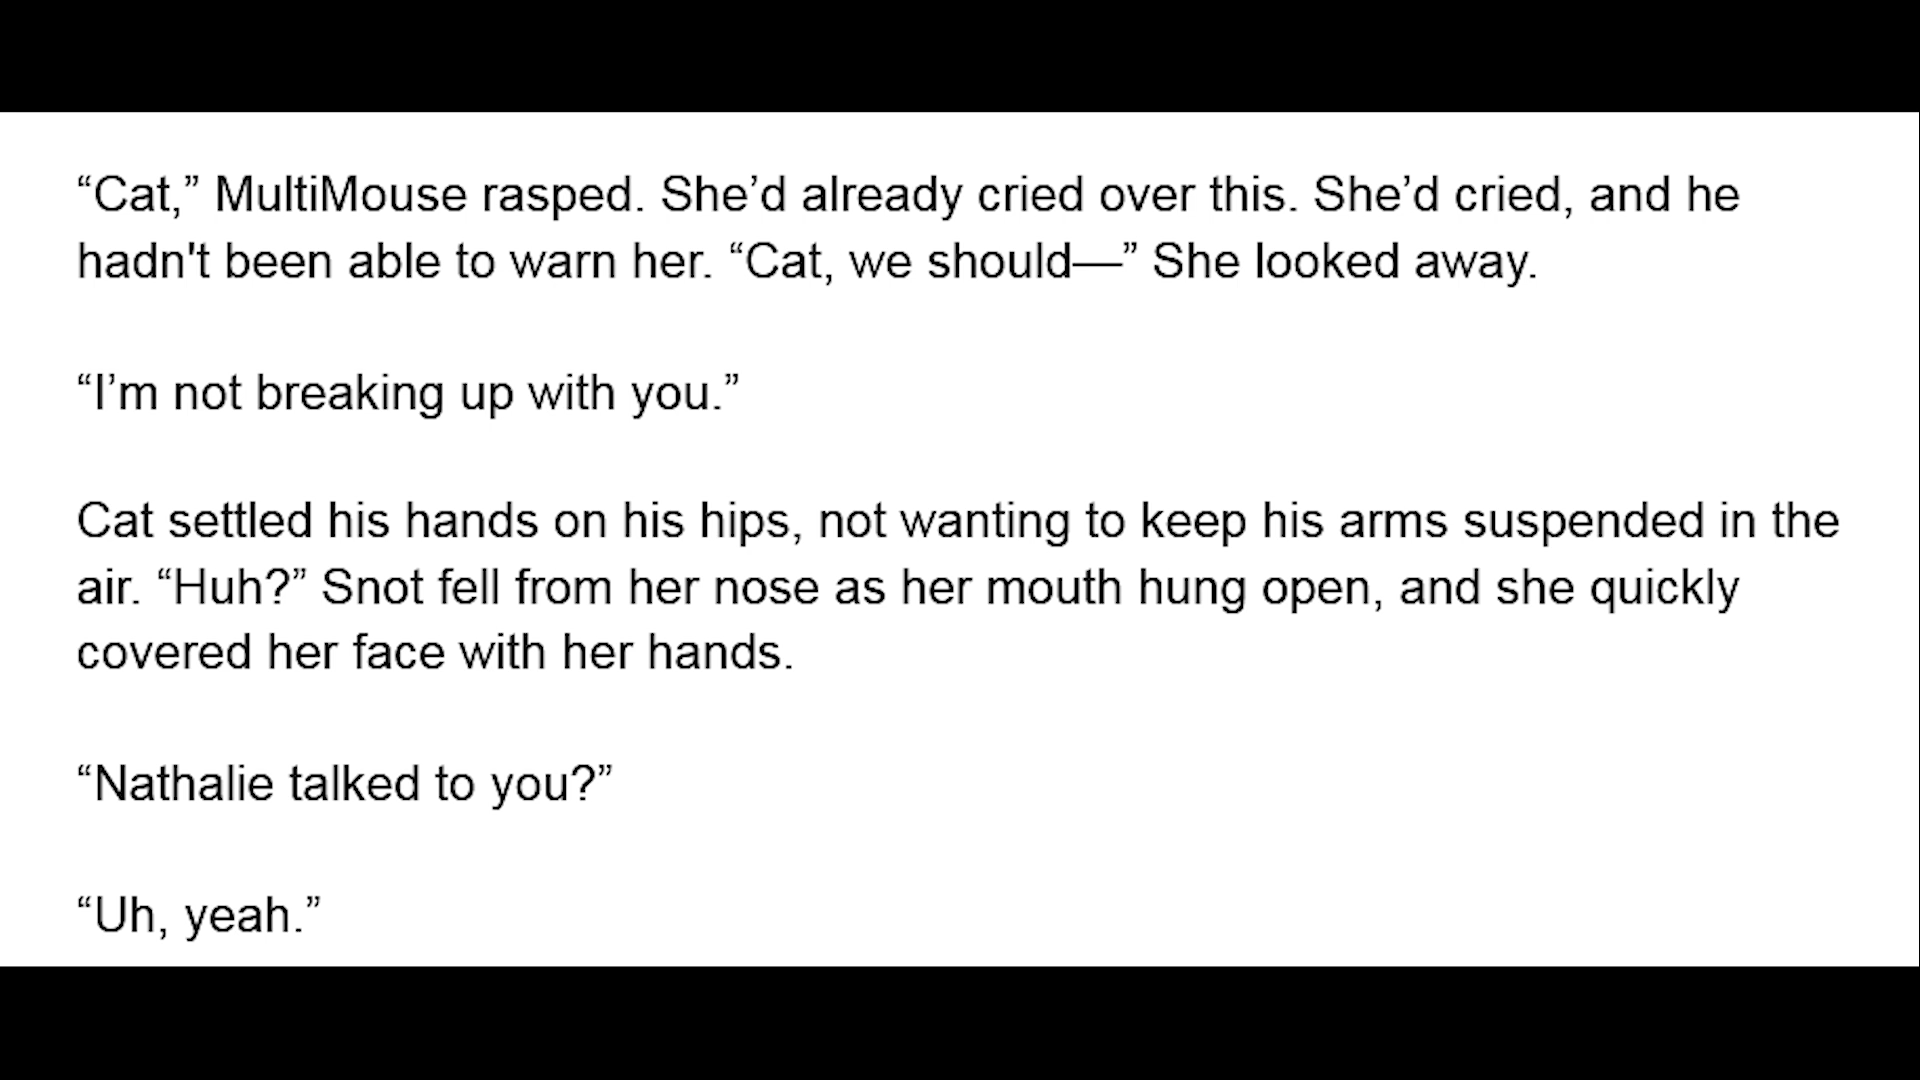 “Cat,” MultiMouse rasped. She’d already cried over this. She’d cried, and he
hadn't been able to warn her. “Cat, we should—” She looked away.
“I’m not breaking up with you.”
Cat settled his hands on his hips, not wanting to keep his arms suspended in the
air. “Huh?” Snot fell from her nose as her mouth hung open, and she quickly
covered her face with her hands.
“Nathalie talked to you?”
“Uh, yeah.”